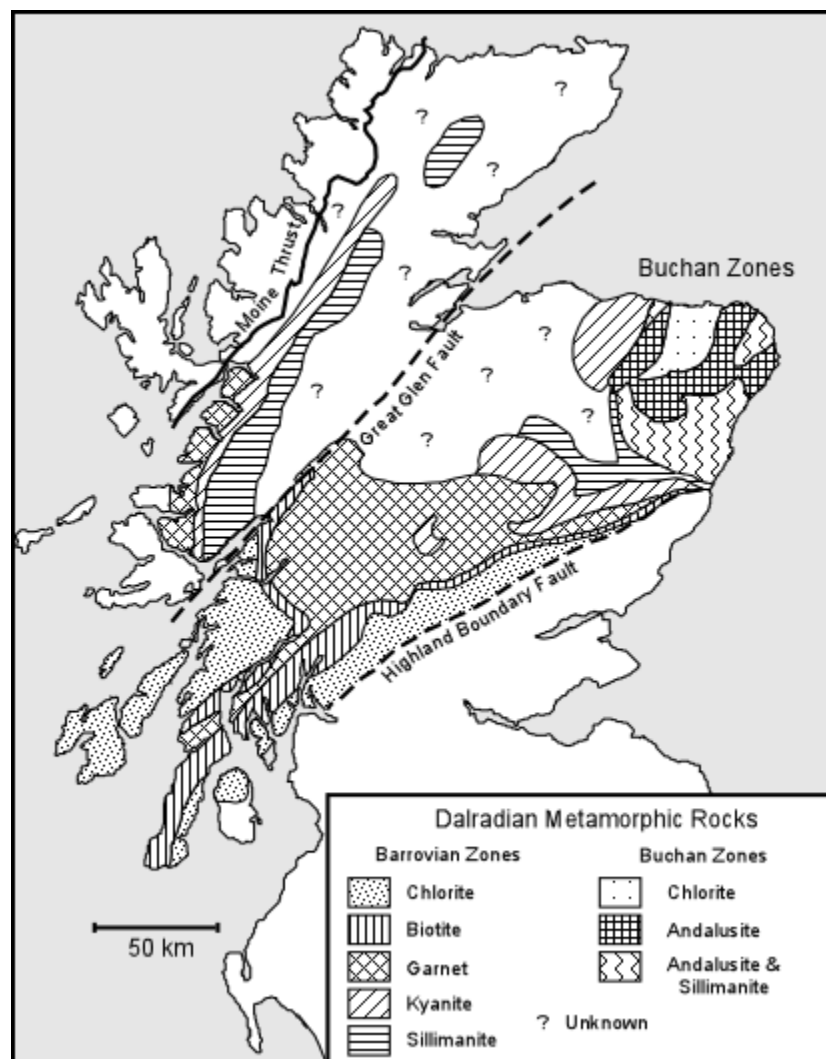 ?
?
?
?
Moine Thrust
?
Buchan Zones
?
Great Glen Fault
?
?
?
?
Highland Boundary Fault
50 km
Dalradian Metamorphic Rocks
Barrovian Zones
Chlorite
Biotite
Garnet
Kyanite
Sillimanite
Buchan Zones
Chlorite
Andalusite
Andalusite &
Sillimanite
? Unknown